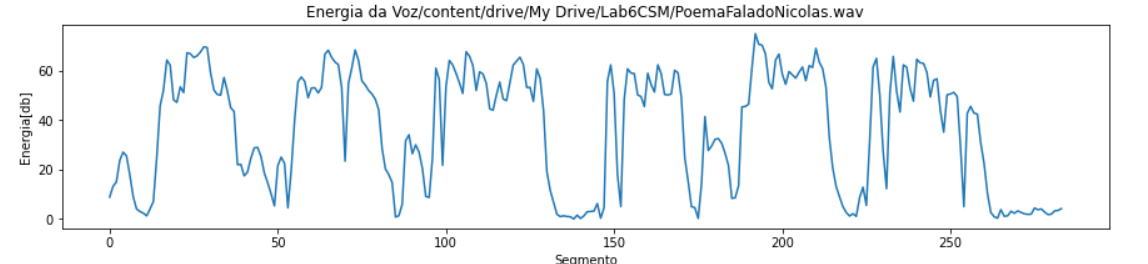 Energia da Voz/content/drive/My Drive/Lab6CSM/PoemaFaladoNicolas.wav
Energia[db]
60
40
20
0
0 50 100 150 200 250
Segmento